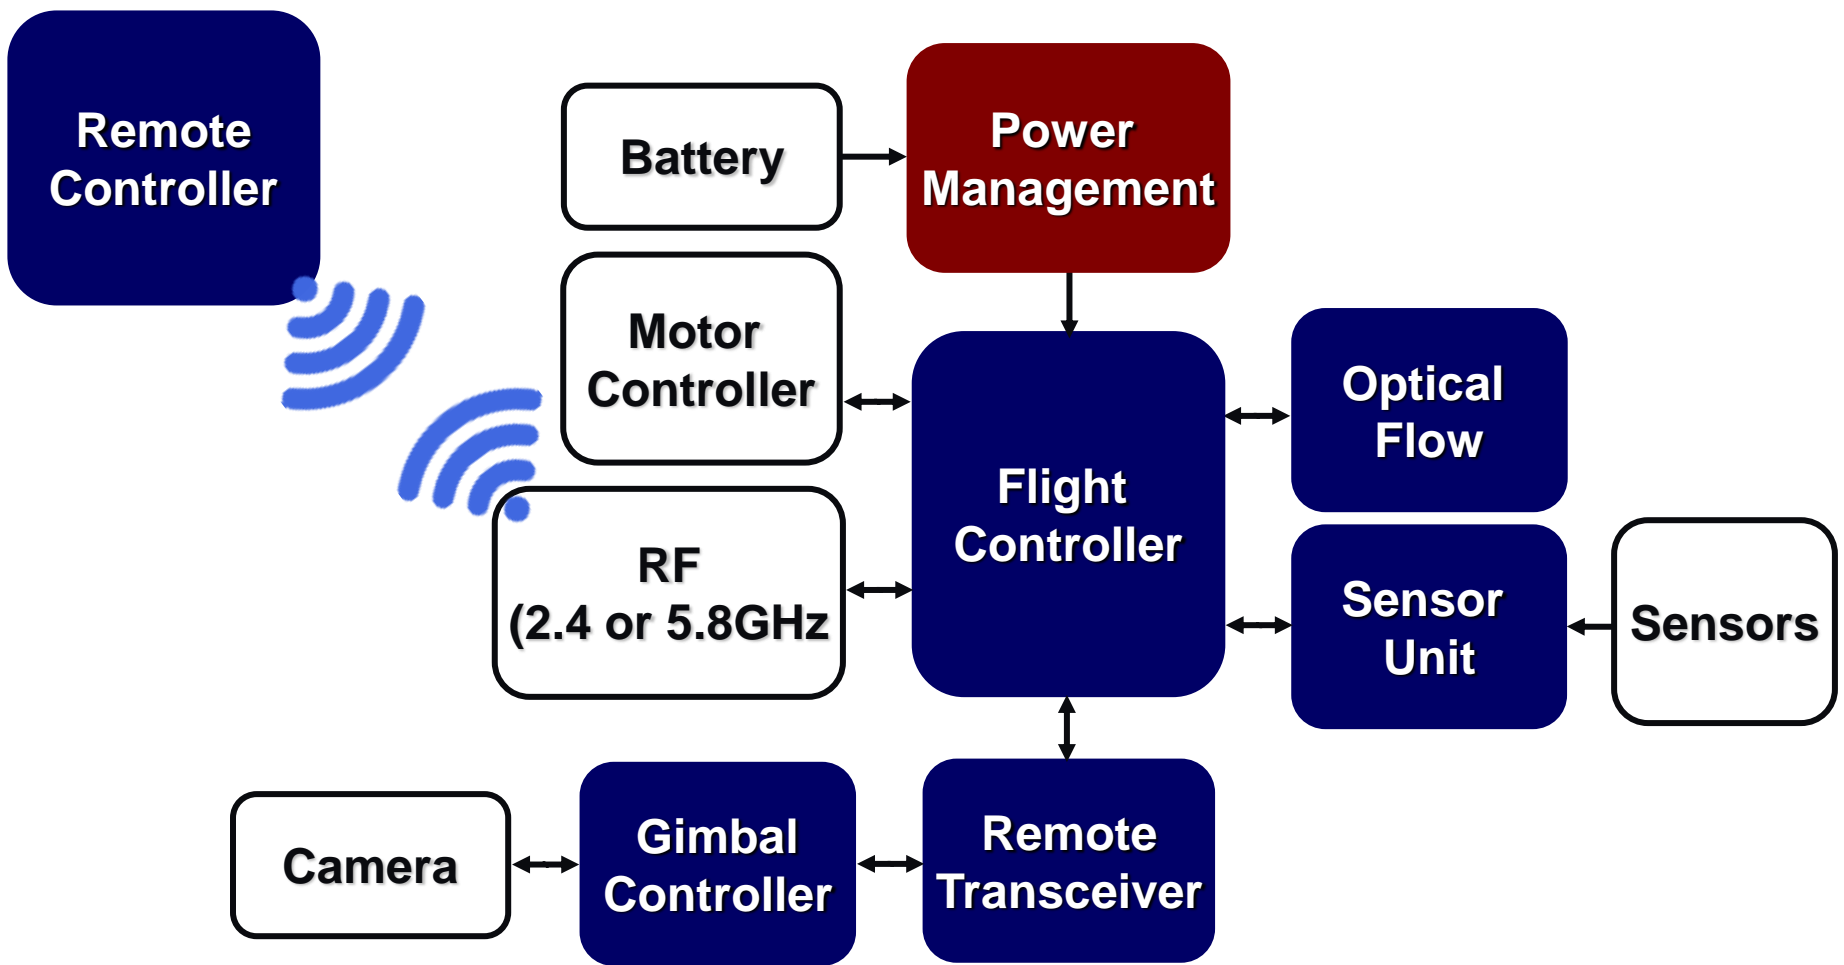 Remote
Controller
Battery
Power
Management
Motor
Controller
Optical
Flow
Flight
Controller
RF
(2.4 or 5.8GHz
Sensor
Unit
Sensors
Camera
Gimbal
Controller
Remote
Transceiver